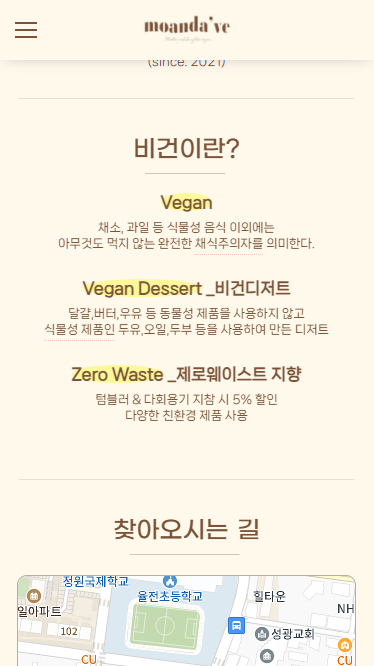 moanda've
(since. 2021)
비건이란?
Vegan
채소, 과일 등 식물성 음식 이외에는
아무것도 먹지 않는 완전한 채식주의자를 의미한다.
Vegan Dessert _비건디저트
달걀,버터,우유 등 동물성 제품을 사용하지 않고
식물성 제품인 두유,오일,두부 등을 사용하여 만든 디저트
Zero Waste _제로웨이스트 지향
텀블러 & 다회용기 지참 시 5% 할인
다양한 친환경 제품 사용
찾아오시는 길
정원국제학교
율전초등학교
힐타운
일아파트
NH
102
성광교회
CU
CU